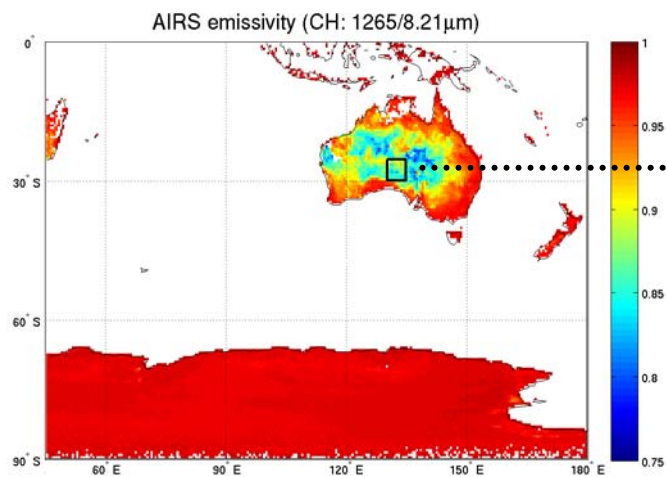 AIRS emissivity (CH: 1265/8.21μm)
0°
30° S
60° S
90° S
60° E
90° E
120° E
150° E
180° E
1
0.95
0.9
0.85
0.8
0.75